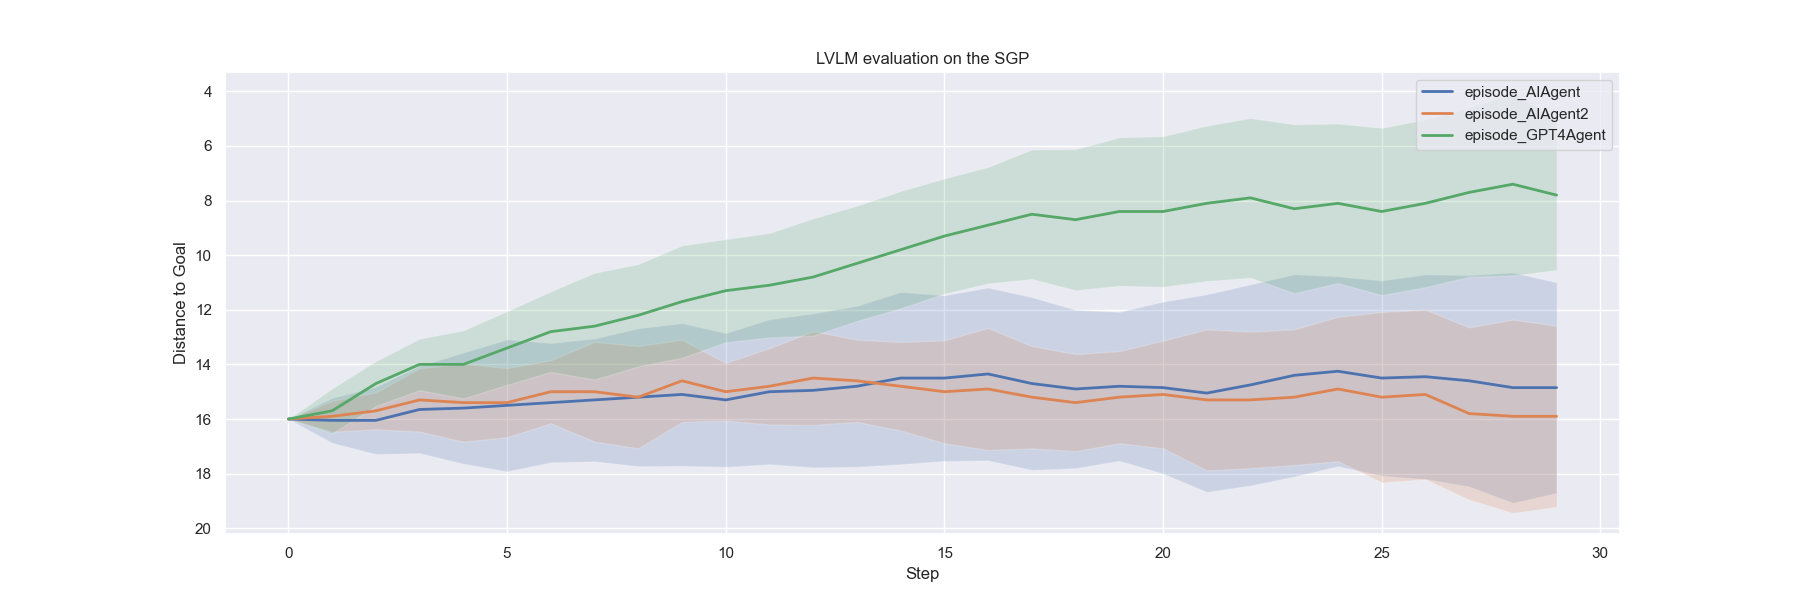 LVLM evaluation on the SGP
episode_AIAgent
episode_AIAgent2
episode_GPT4Agent
Distance to Goal
4
6
8
10
12
14
16
18
20
0 5 10 15 20 25 30
Step